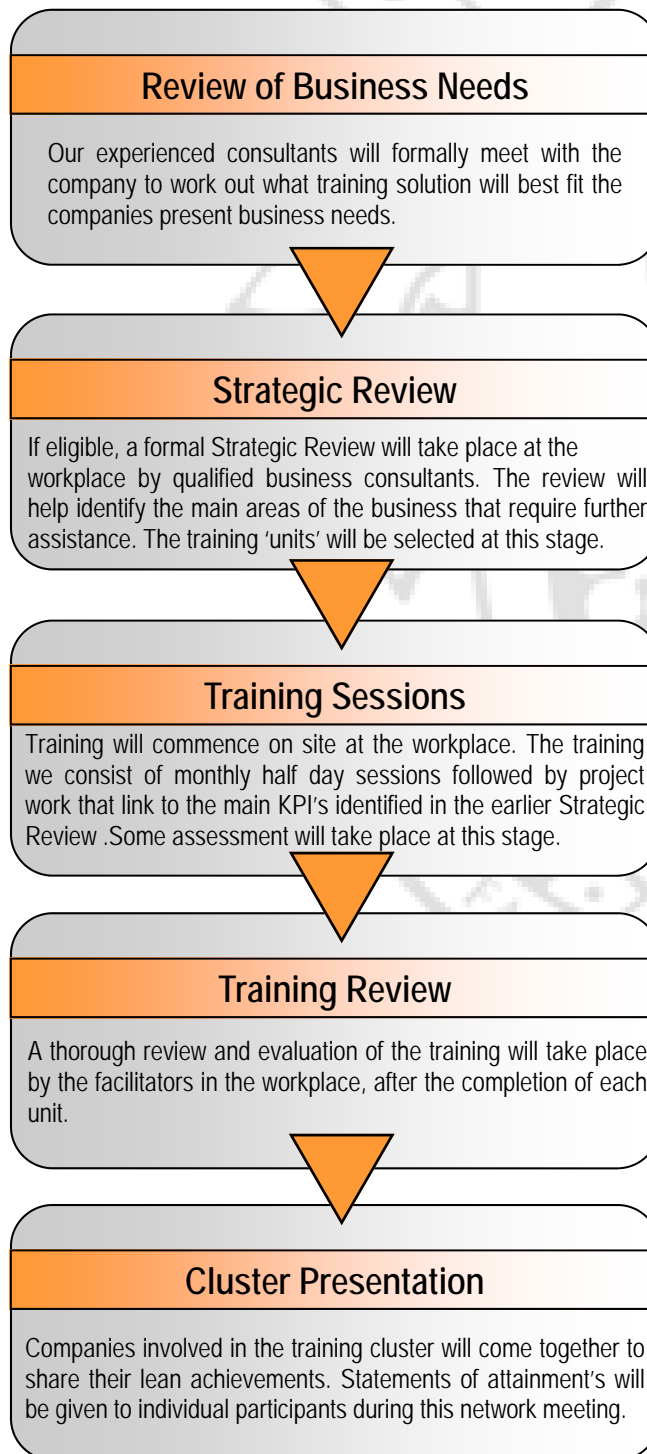 Review of Business Needs
Our experienced consultants will formally meet with the
company to work out what training solution will best fit the
companies present business needs.
Strategic Review
If eligible, a formal Strategic Review will take place at the
workplace by qualified business consultants. The review will
help identify the main areas of the business that require further
assistance. The training ‘units’ will be selected at this stage.
Training Sessions
Training will commence on site at the workplace. The training
we consist of monthly half day sessions followed by project
work that link to the main KPI's identified in the earlier Strategic
Review .Some assessment will take place at this stage.
Training Review
A thorough review and evaluation of the training will take place
by the facilitators in the workplace, after the completion of each
unit.
Cluster Presentation
Companies involved in the training cluster will come together to
share their lean achievements. Statements of attainment's will
be given to individual participants during this network meeting.